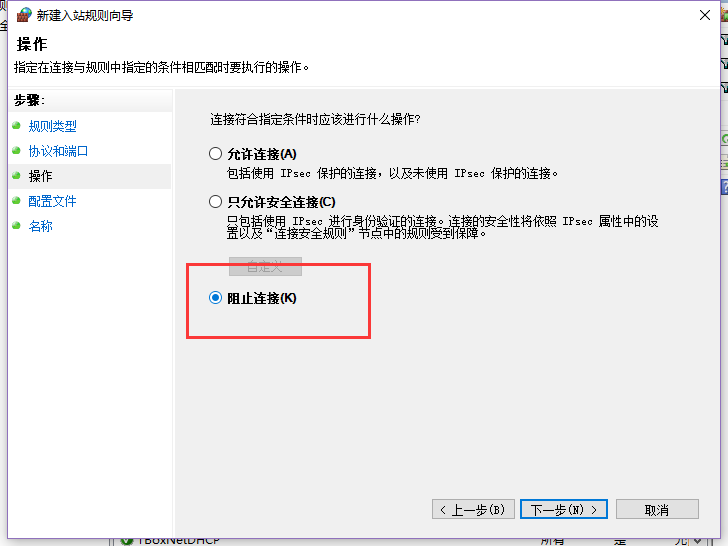 新建入站规则向导
操作
指定在连接与规则中指定的条件相匹配时要执行的操作。
步骤:
规则类型
协议和端口
操作
配置文件
名称
连接符合指定条件时应该进行什么操作?
允许连接(A)
包括使用 IPsec 保护的连接，以及未使用 IPsec 保护的连接。
只允许安全连接(C)
只包括使用 IPsec 进行身份验证的连接。连接的安全性将依照 IPsec 属性中的设
置以及“连接安全规则”节点中的规则受到保障。
自定义
阻止连接(K)
< 上一步(B)
下一步(N) >
取消
TBoxNetDHCP
所有
是